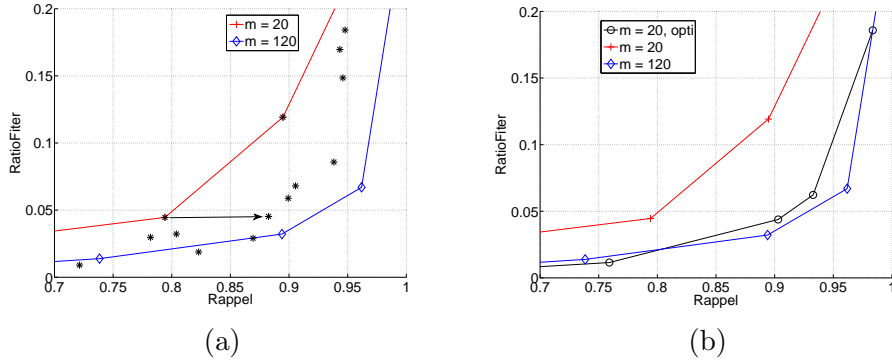 0.2
0.15
0.1
0.05
0
RatioFiter
0.7
0.75
0.8
0.85
0.9
0.95
1
Rappel
m = 20
m = 120
(a)
0.2
0.15
0.1
0.05
0
RatioFiter
0.7
0.75
0.8
0.85
0.9
0.95
1
Rappel
m = 20, opti
m = 20
m = 120
(b)